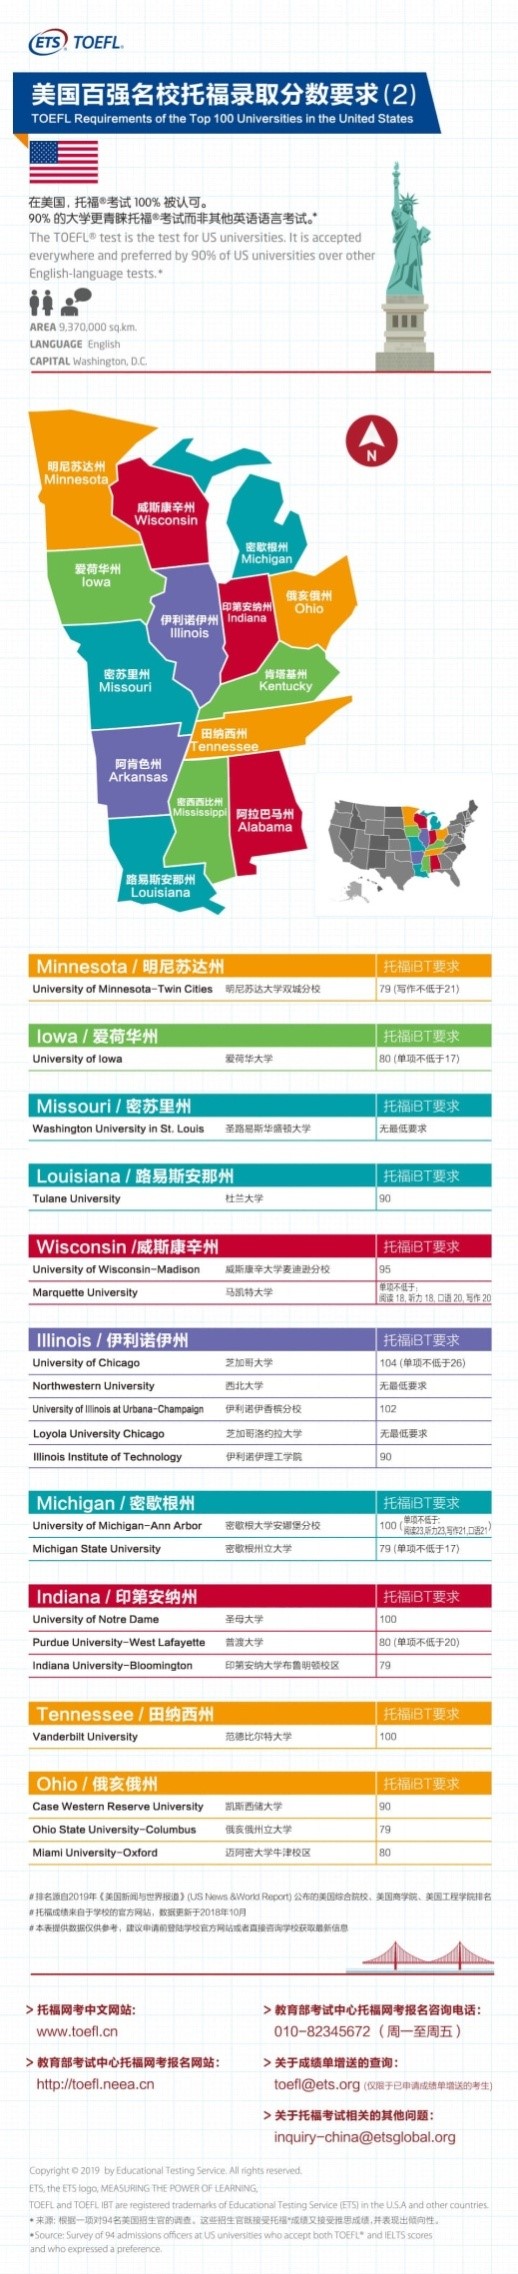 ETS TOEFL®
美国百强名校托福录取分数要求(2)
TOEFL Requirements of the Top 100 Universities in the United States
在美国，托福®考试100%被认可。
90%的大学更青睐托福®考试而非其他英语语言考试。*
The TOEFL® test is the test for US universities. It is accepted
everywhere and preferred by 90% of US universities over other
English-language tests.*
AREA 9,370,000 sq.km.
LANGUAGE English
CAPITAL Washington, D.C.
N
明尼苏达州
Minnesota
威斯康辛州
Wisconsin
密歇根州
Michigan
爱荷华州
Iowa
伊利诺伊州
Illinois
印第安纳州
Indiana
俄亥俄州
Ohio
密苏里州
Missouri
肯塔基州
Kentucky
田纳西州
Tennessee
阿肯色州
Arkansas
密西西比州
Mississippi
阿拉巴马州
Alabama
路易斯安那州
Louisiana
Minnesota / 明尼苏达州 托福iBT要求
University of Minnesota-Twin Cities 明尼苏达大学双城分校 79 (写作不低于21)
Iowa / 爱荷华州 托福iBT要求
University of Iowa 爱荷华大学 80 (单项不低于17)
Missouri / 密苏里州 托福iBT要求
Washington University in St. Louis 圣路易斯华盛顿大学 无最低要求
Louisiana / 路易斯安那州 托福iBT要求
Tulane University 杜兰大学 90
Wisconsin /威斯康辛州 托福iBT要求
University of Wisconsin-Madison 威斯康辛大学麦迪逊分校 95
Marquette University 马凯特大学 单项不低于：
阅读 18, 听力 18, 口语 20, 写作 20
Illinois / 伊利诺伊州 托福iBT要求
University of Chicago 芝加哥大学 104 (单项不低于26)
Northwestern University 西北大学 无最低要求
University of Illinois at Urbana-Champaign 伊利诺伊香槟分校 102
Loyola University Chicago 芝加哥洛约拉大学 无最低要求
Illinois Institute of Technology 伊利诺伊理工学院 90
Michigan / 密歇根州 托福iBT要求
University of Michigan-Ann Arbor 密歇根大学安娜堡分校 100 (单项不低于:
阅读23,听力23,写作21,口语21)
Michigan State University 密歇根州立大学 79 (单项不低于17)
Indiana / 印第安纳州 托福iBT要求
University of Notre Dame 圣母大学 100
Purdue University-West Lafayette 普渡大学 80 (单项不低于20)
Indiana University-Bloomington 印第安纳大学布鲁明顿校区 79
Tennessee / 田纳西州 托福iBT要求
Vanderbilt University 范德比尔特大学 100
Ohio / 俄亥俄州 托福iBT要求
Case Western Reserve University 凯斯西储大学 90
Ohio State University-Columbus 俄亥俄州立大学 79
Miami University-Oxford 迈阿密大学牛津校区 80
# 排名源自2019年《美国新闻与世界报道》(US News &World Report) 公布的美国综合院校、美国商学院、美国工程学院排名
# 托福成绩来自于学校的官方网站，数据更新于2018年10月
# 本表提供数据仅供参考，建议申请前登陆学校官方网站或者直接咨询学校获取最新信息
> 托福网考中文网站：
www.toefl.cn
> 教育部考试中心托福网考报名咨询电话：
010-82345672（周一至周五）
> 教育部考试中心托福网考报名网站：
http://toefl.neea.cn
> 关于成绩单增送的查询：
toefl@ets.org (仅限于已申请成绩单增送的考生)
> 关于托福考试相关的其他问题：
inquiry-china@etsglobal.org
Copyright © 2019 by Educational Testing Service. All rights reserved.
ETS, the ETS logo, MEASURING THE POWER OF LEARNING,
TOEFL and TOEFL IBT are registered trademarks of Educational Testing Service (ETS) in the U.S.A and other countries.
* 来源: 根据一项对94名美国招生官的调查。这些招生官既接受托福®成绩又接受雅思成绩,并表现出倾向性。
*Source: Survey of 94 admissions officers at US universities who accept both TOEFL® and IELTS scores
and who expressed a preference.